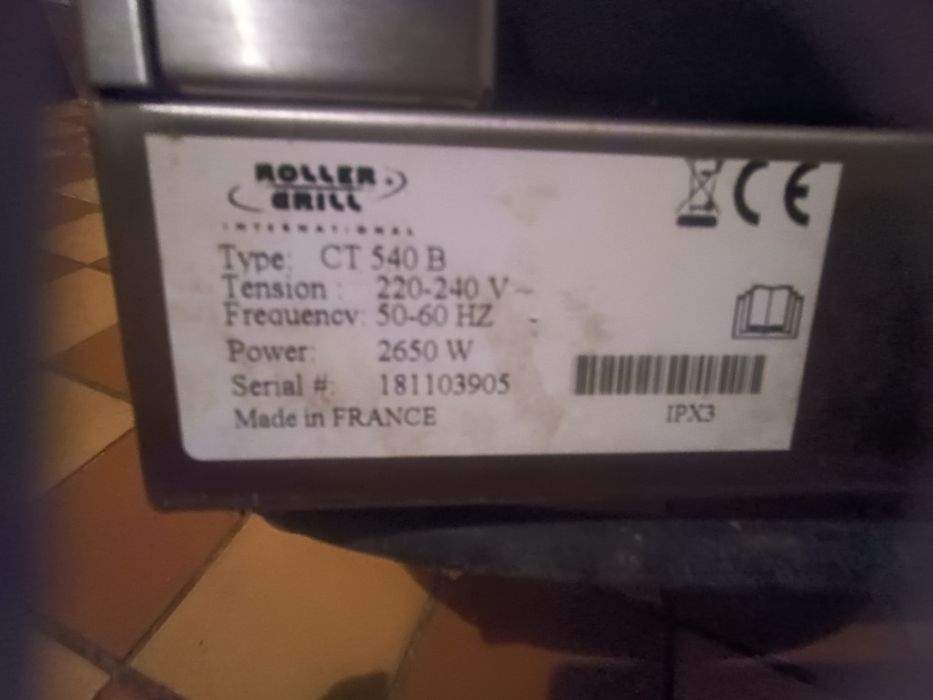 ROLLER
GRILL
INTERNATIONAL
CE
Type: CT 540 B
Tension : 220-240 V~
Frequency: 50-60 HZ
Power: 2650 W
Serial #: 181103905
Made in FRANCE
IPX3